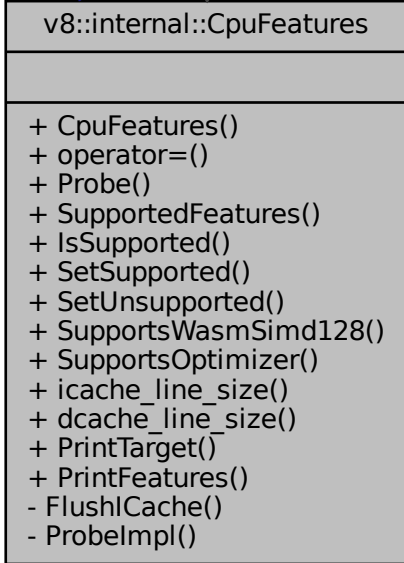 v8::internal::CpuFeatures
+ CpuFeatures()
+ operator=()
+ Probe()
+ SupportedFeatures()
+ IsSupported()
+ SetSupported()
+ SetUnsupported()
+ SupportsWasmSimd128()
+ SupportsOptimizer()
+ icache_line_size()
+ dcache_line_size()
+ PrintTarget()
+ PrintFeatures()
- FlushICache()
- ProbeImpl()